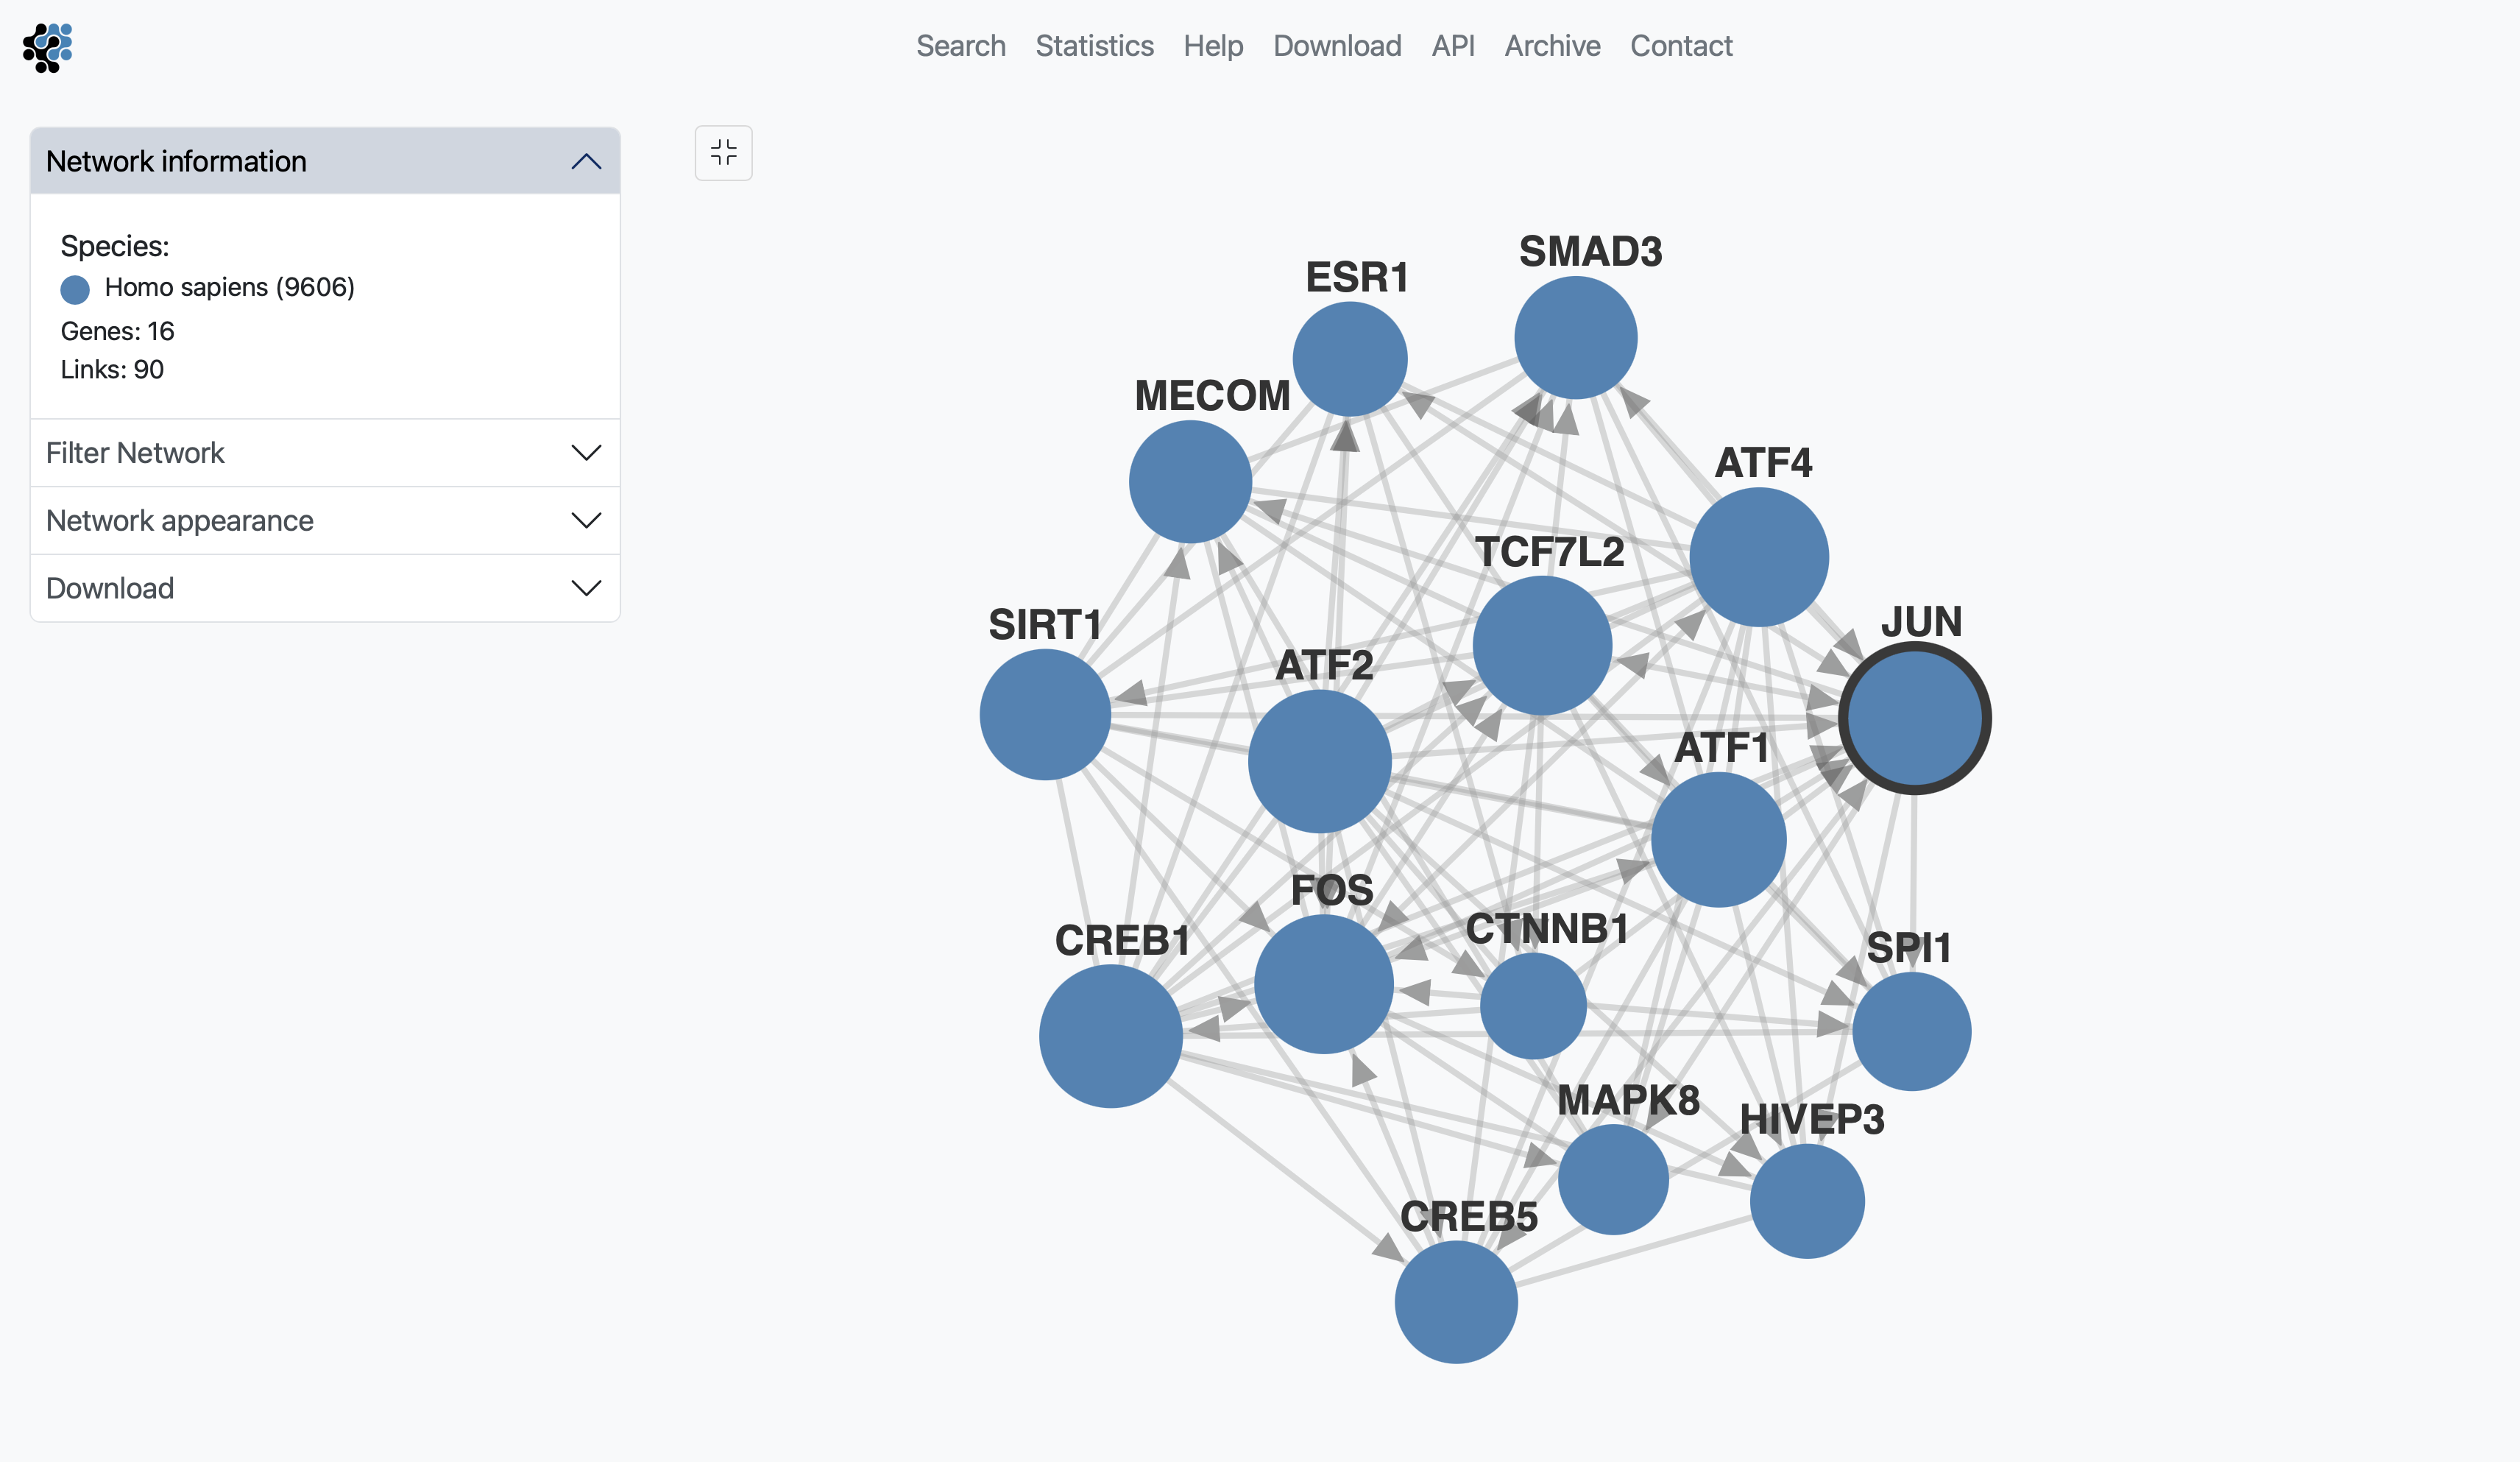 Search Statistics Help Download API Archive Contact
Network information
Species:
Homo sapiens (9606)
Genes: 16
Links: 90
Filter Network
Network appearance
Download
SMAD3
ESR1
MECOM
ATF4
TCF7L2
JUN
SIRT1
ATF2
ATF1
FOS
CTNNB1
CREB1
SPI1
MAPK8
HIVEP3
CREB5